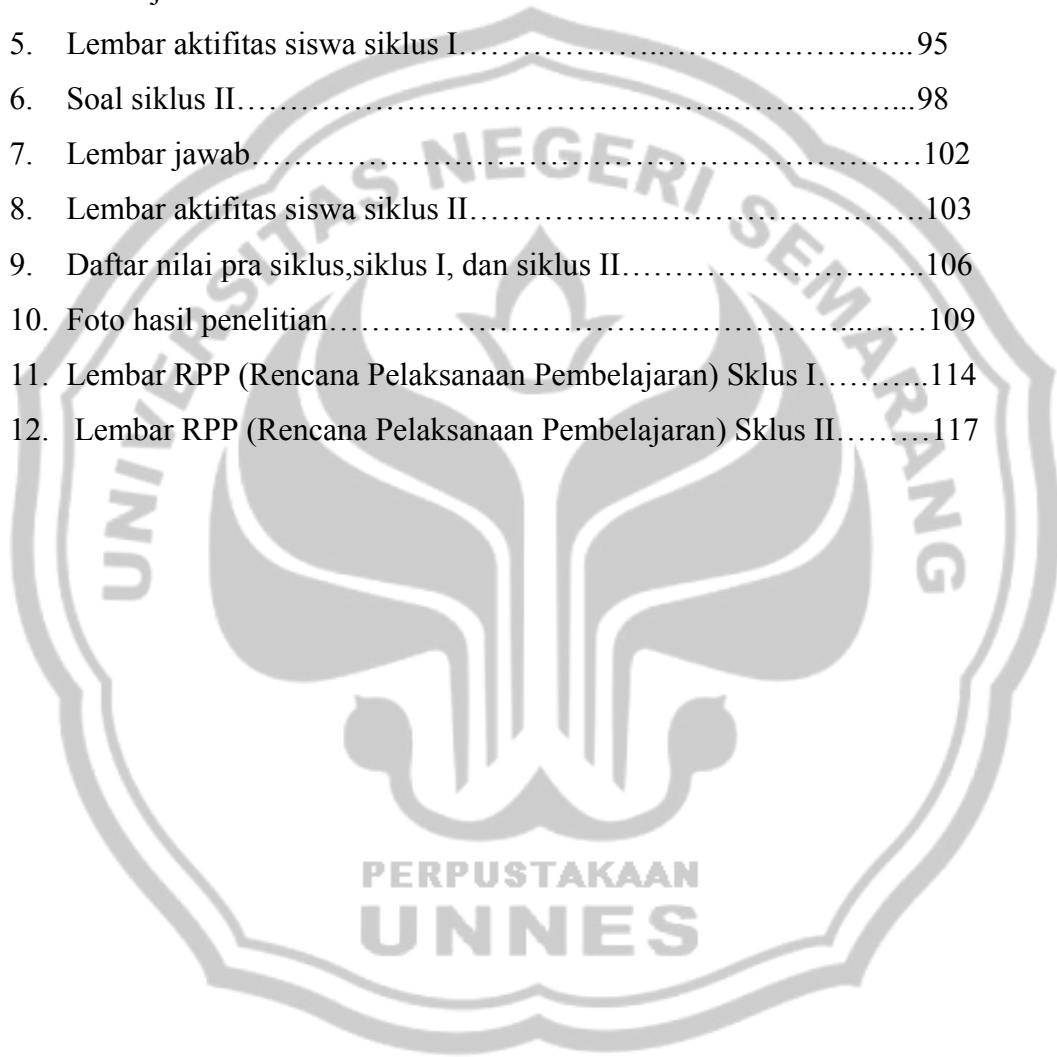 5. Lembar aktifitas siswa siklus I……………….…..…………………...95
6. Soal siklus II………………………………………….……………...98
7. Lembar jawab…………………………………………………………102
8. Lembar aktifitas siswa siklus II……………………………………….103
9. Daftar nilai pra siklus,siklus I, dan siklus II………………………..106
10. Foto hasil penelitian……………………………………………..……109
11. Lembar RPP (Rencana Pelaksanaan Pembelajaran) Sklus I………..114
12. Lembar RPP (Rencana Pelaksanaan Pembelajaran) Sklus II………117
UNIVERSITAS NEGERI SEMARANG
PERPUSTAKAAN
UNNES